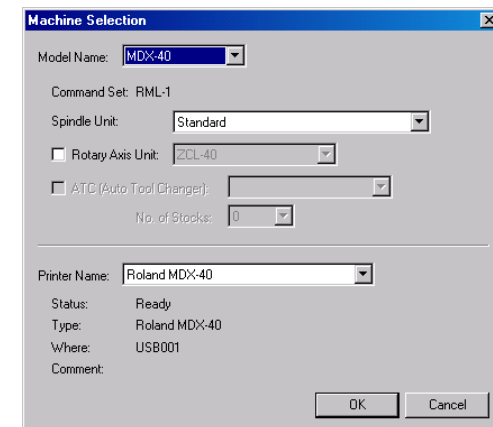 Machine Selection
Model Name: MDX-40
Command Set: RML-1
Spindle Unit: Standard
Rotary Axis Unit: ZCL-40
ATC (Auto Tool Changer):
No. of Stocks: 0
Printer Name: Roland MDX-40
Status: Ready
Type: Roland MDX-40
Where: USB001
Comment:
OK Cancel